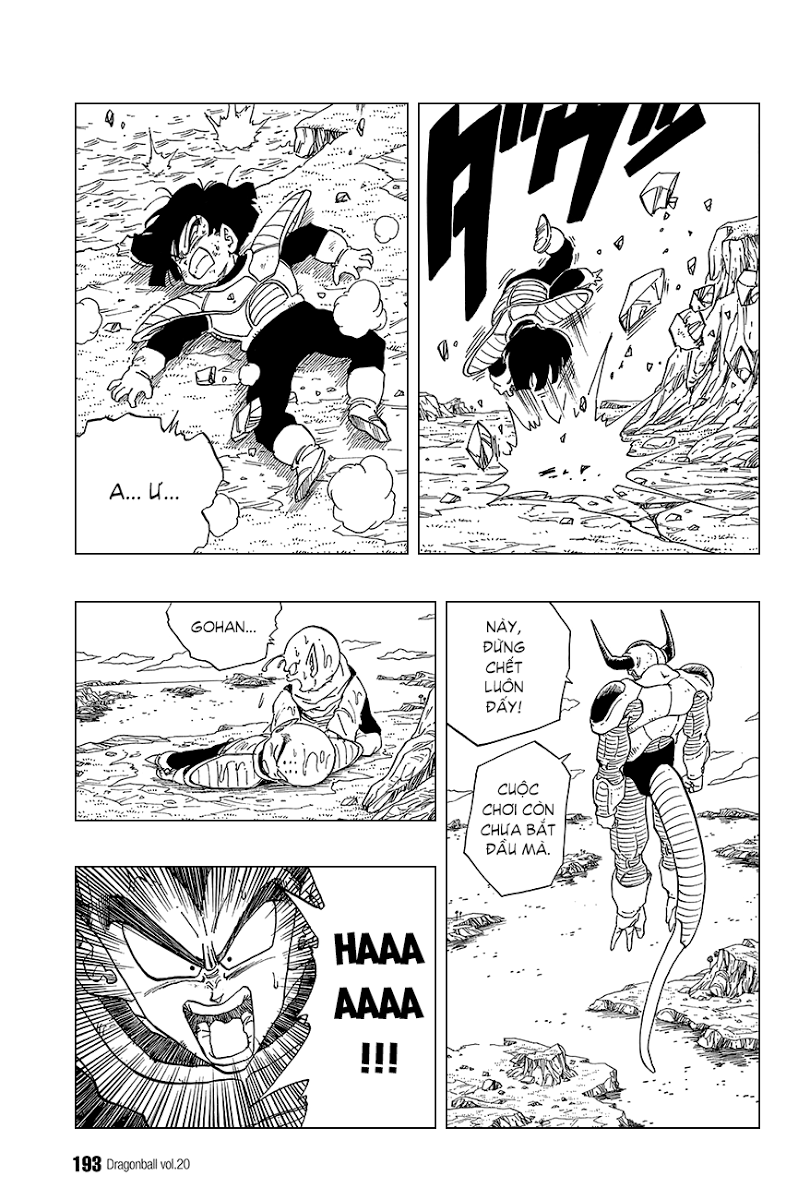 A... Ư...
NÀY,
ĐỪNG
CHẾT
LUÔN
ĐẤY!
CUỘC
CHƠI CÒN
CHƯA BẮT
ĐẦU MÀ.
GOHAN...
HAAA
AAAA
!!!
193 Dragonball vol.20